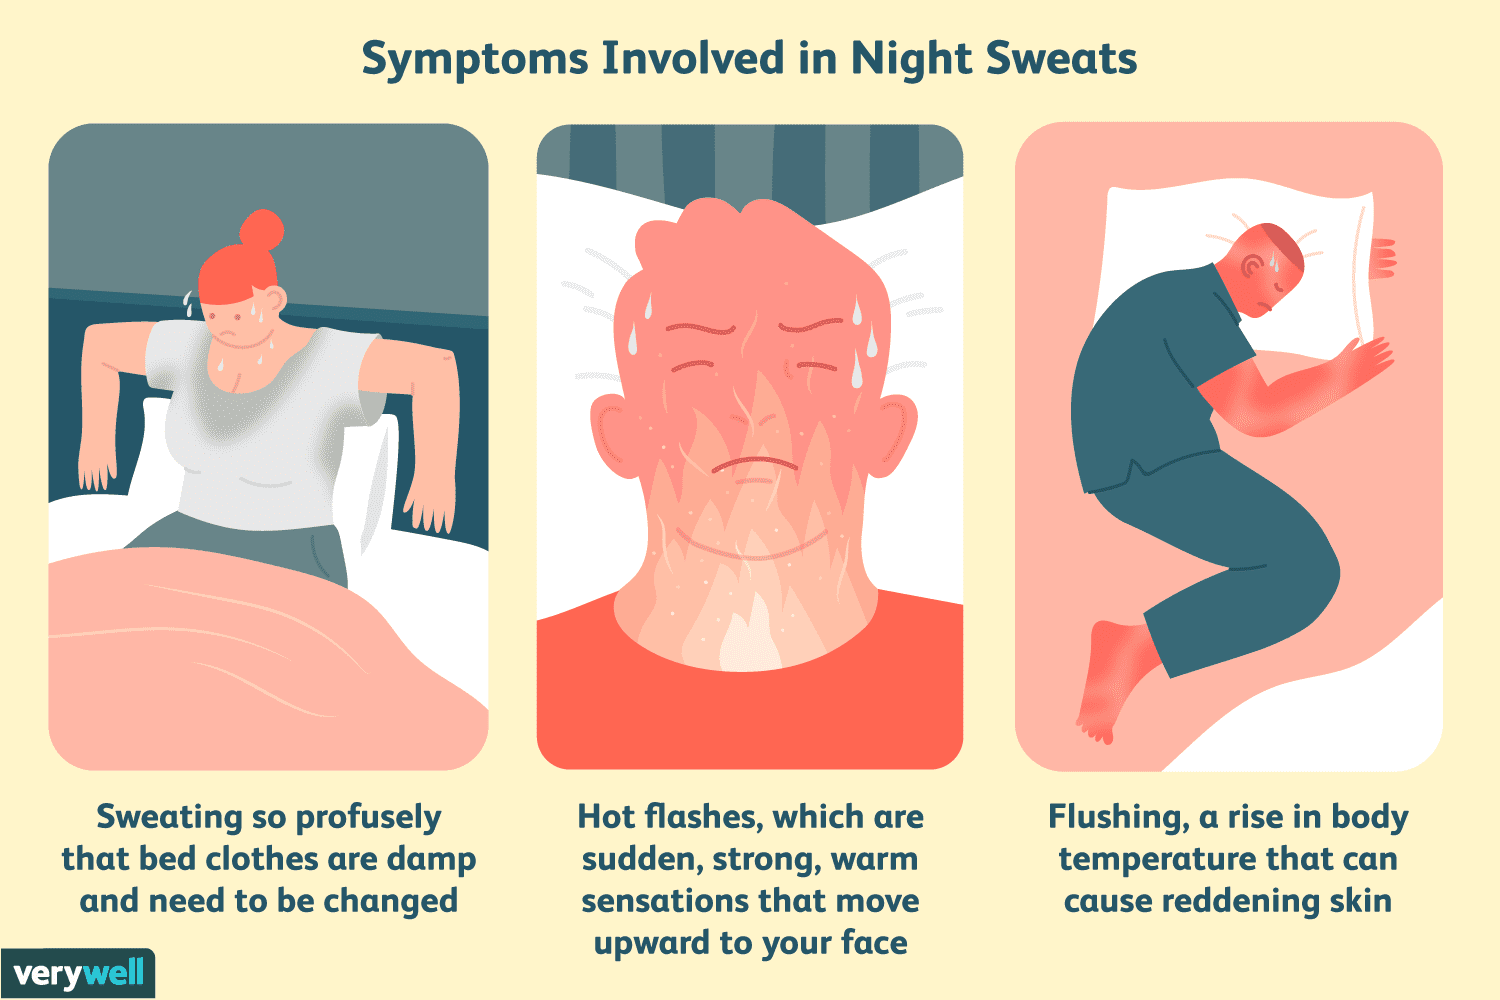 Symptoms Involved in Night Sweats
Sweating so profusely
that bed clothes are damp
and need to be changed
Hot flashes, which are
sudden, strong, warm
sensations that move
upward to your face
Flushing, a rise in body
temperature that can
cause reddening skin
verywell